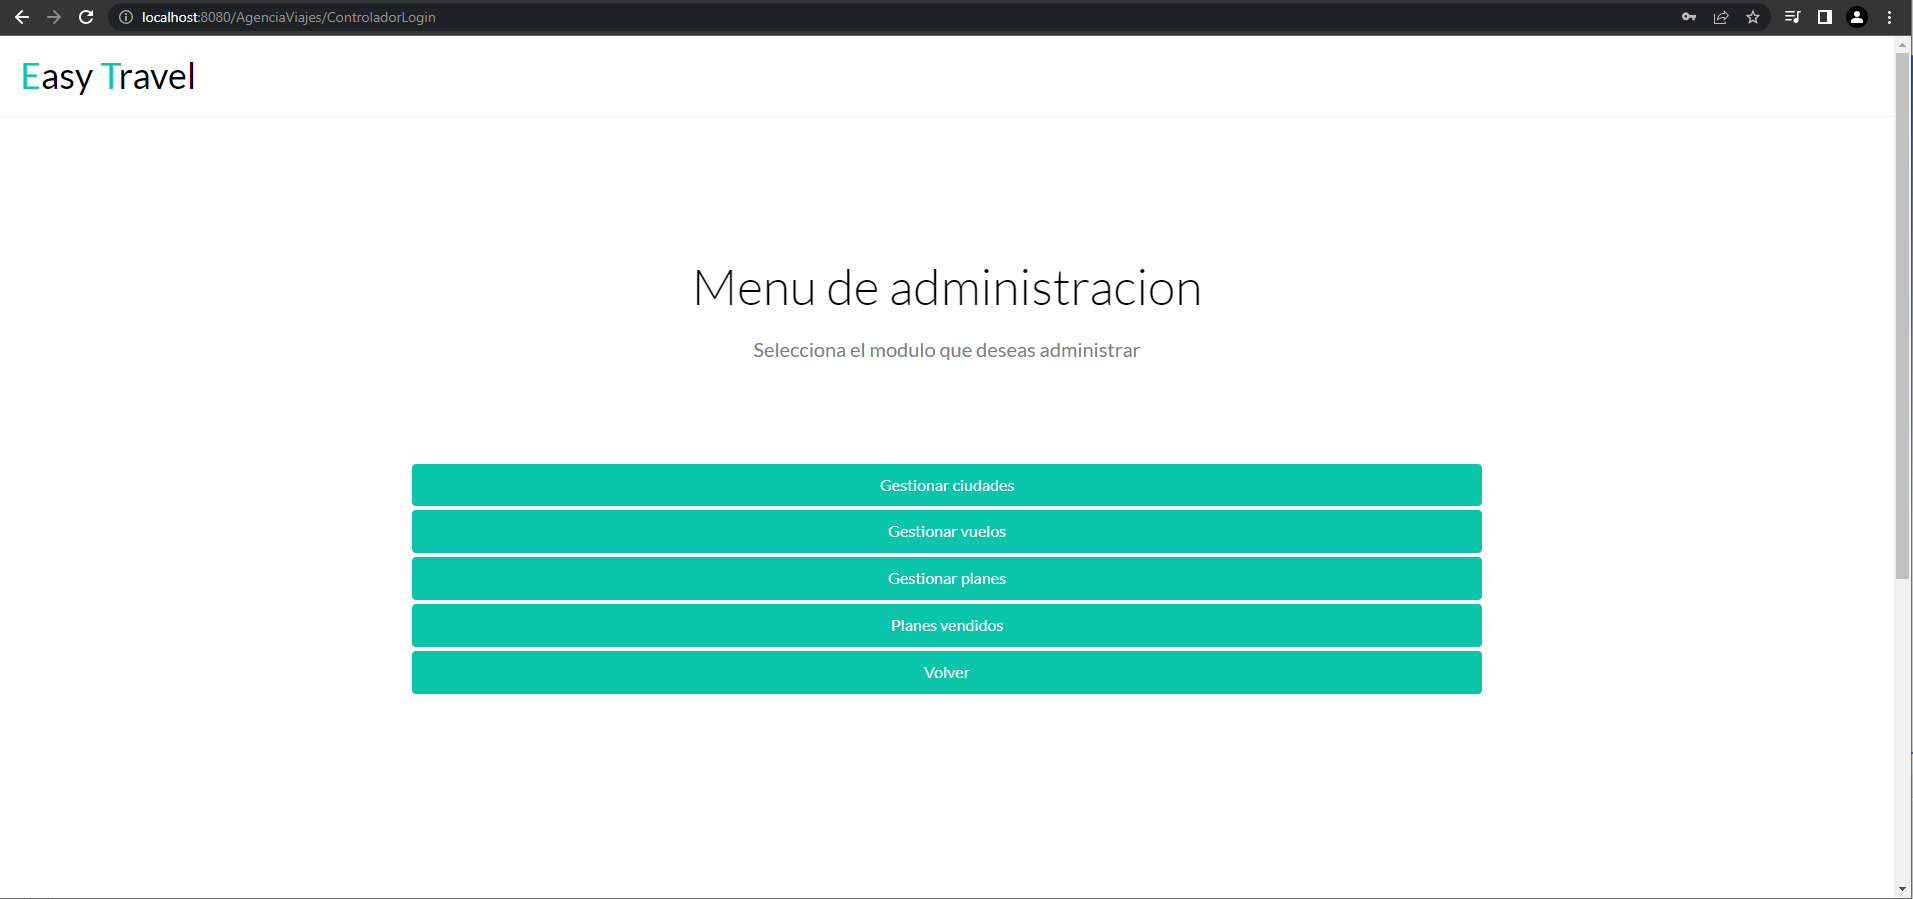 localhost:8080/AgenciaViajes/ControladorLogin
Easy Travel
Menu de administracion
Selecciona el modulo que deseas administrar
Gestionar ciudades
Gestionar vuelos
Gestionar planes
Planes vendidos
Volver